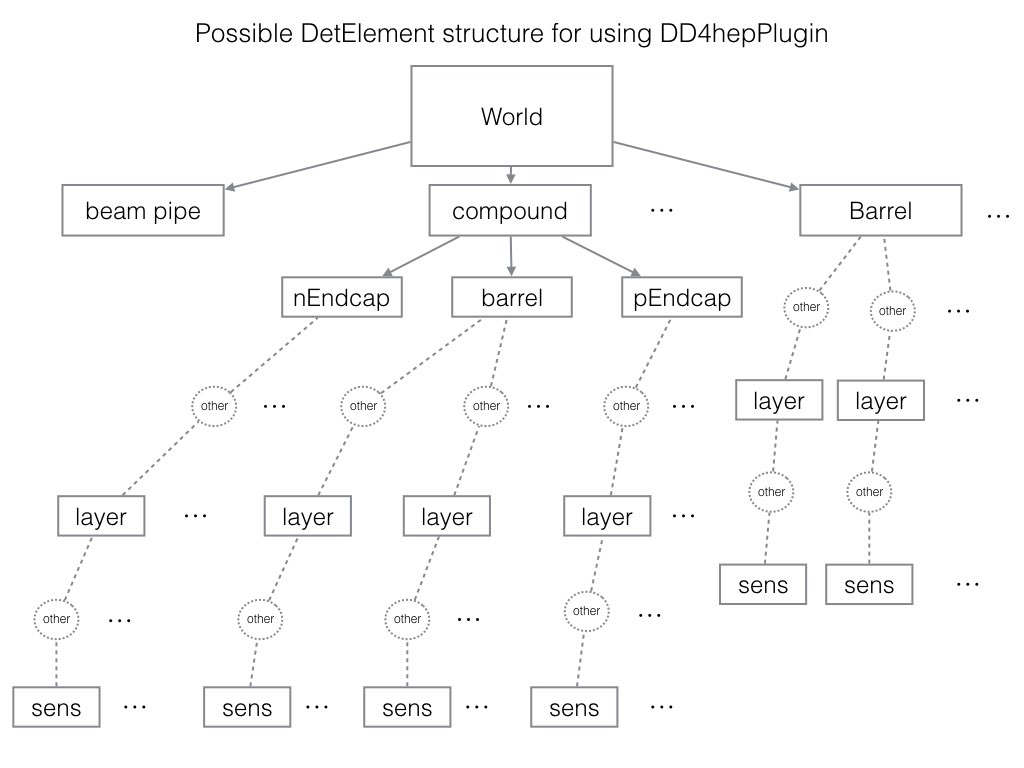 Possible DetElement structure for using DD4hepPlugin
World
beam pipe
compound
...
Barrel
...
nEndcap
barrel
pEndcap
other
other
...
other
...
other
other
...
other
...
layer
layer
...
layer
...
layer
layer
layer
...
other
other
sens
sens
...
other
...
other
other
...
other
...
sens
...
sens
...
sens
...
sens
...